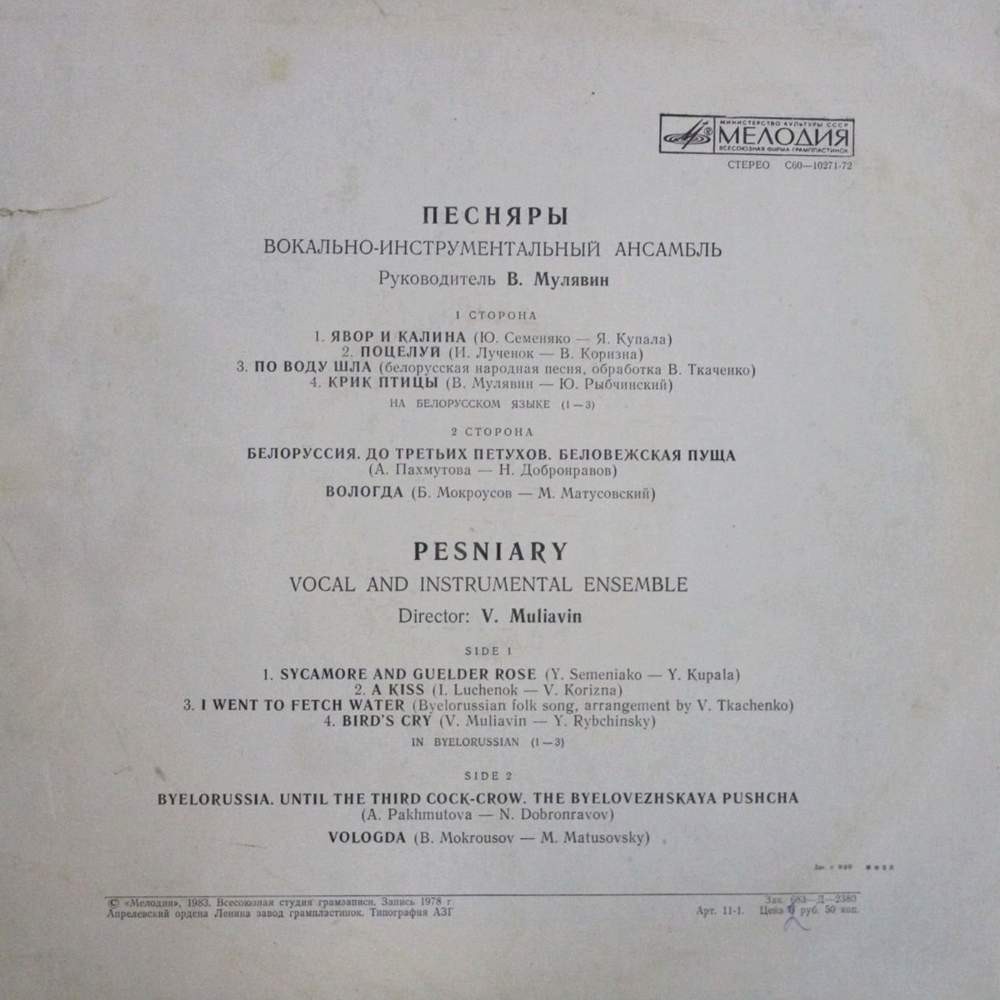 МИНИСТЕРСТВО КУЛЬТУРЫ СССР
МЕЛОДИЯ
ВСЕСОЮЗНАЯ ФИРМА ГРАМПЛАСТИНОК
СТЕРЕО С60—10271-72
ПЕСНЯРЫ
ВОКАЛЬНО-ИНСТРУМЕНТАЛЬНЫЙ АНСАМБЛЬ
Руководитель В. Мулявин
1 СТОРОНА
1. ЯВОР И КАЛИНА (Ю. Семеняко — Я. Купала)
2. ПОЦЕЛУЙ (И. Лученок — В. Коризна)
3. ПО ВОДУ ШЛА (белорусская народная песня, обработка В. Ткаченко)
4. КРИК ПТИЦЫ (В. Мулявин — Ю. Рыбчинский)
НА БЕЛОРУССКОМ ЯЗЫКЕ (1—3)
2 СТОРОНА
БЕЛОРУССИЯ. ДО ТРЕТЬИХ ПЕТУХОВ. БЕЛОВЕЖСКАЯ ПУЩА
(А. Пахмутова — Н. Добронравов)
ВОЛОГДА (Б. Мокроусов — М. Матусовский)
PESNIARY
VOCAL AND INSTRUMENTAL ENSEMBLE
Director: V. Muliavin
SIDE 1
1. SYCAMORE AND GUELDER ROSE (Y. Semeniako — Y. Kupala)
2. A KISS (I. Luchenok — V. Korizna)
3. I WENT TO FETCH WATER (Byelorussian folk song, arrangement by V. Tkachenko)
4. BIRD'S CRY (V. Muliavin — Y. Rybchinsky)
IN BYELORUSSIAN (1—3)
SIDE 2
BYELORUSSIA. UNTIL THE THIRD COCK-CROW. THE BYELOVEZHSKAYA PUSHCHA
(A. Pakhmutova — N. Dobronravov)
VOLOGDA (B. Mokrousov — M. Matusovsky)
© «Мелодия», 1983. Всесоюзная студия грамзаписи. Запись 1978 г
Апрелевский ордена Ленина завод грампластинок. Типография АЗГ
Зак. 683—Д—2380
Арт. 11-1. Цена руб. 50 коп.